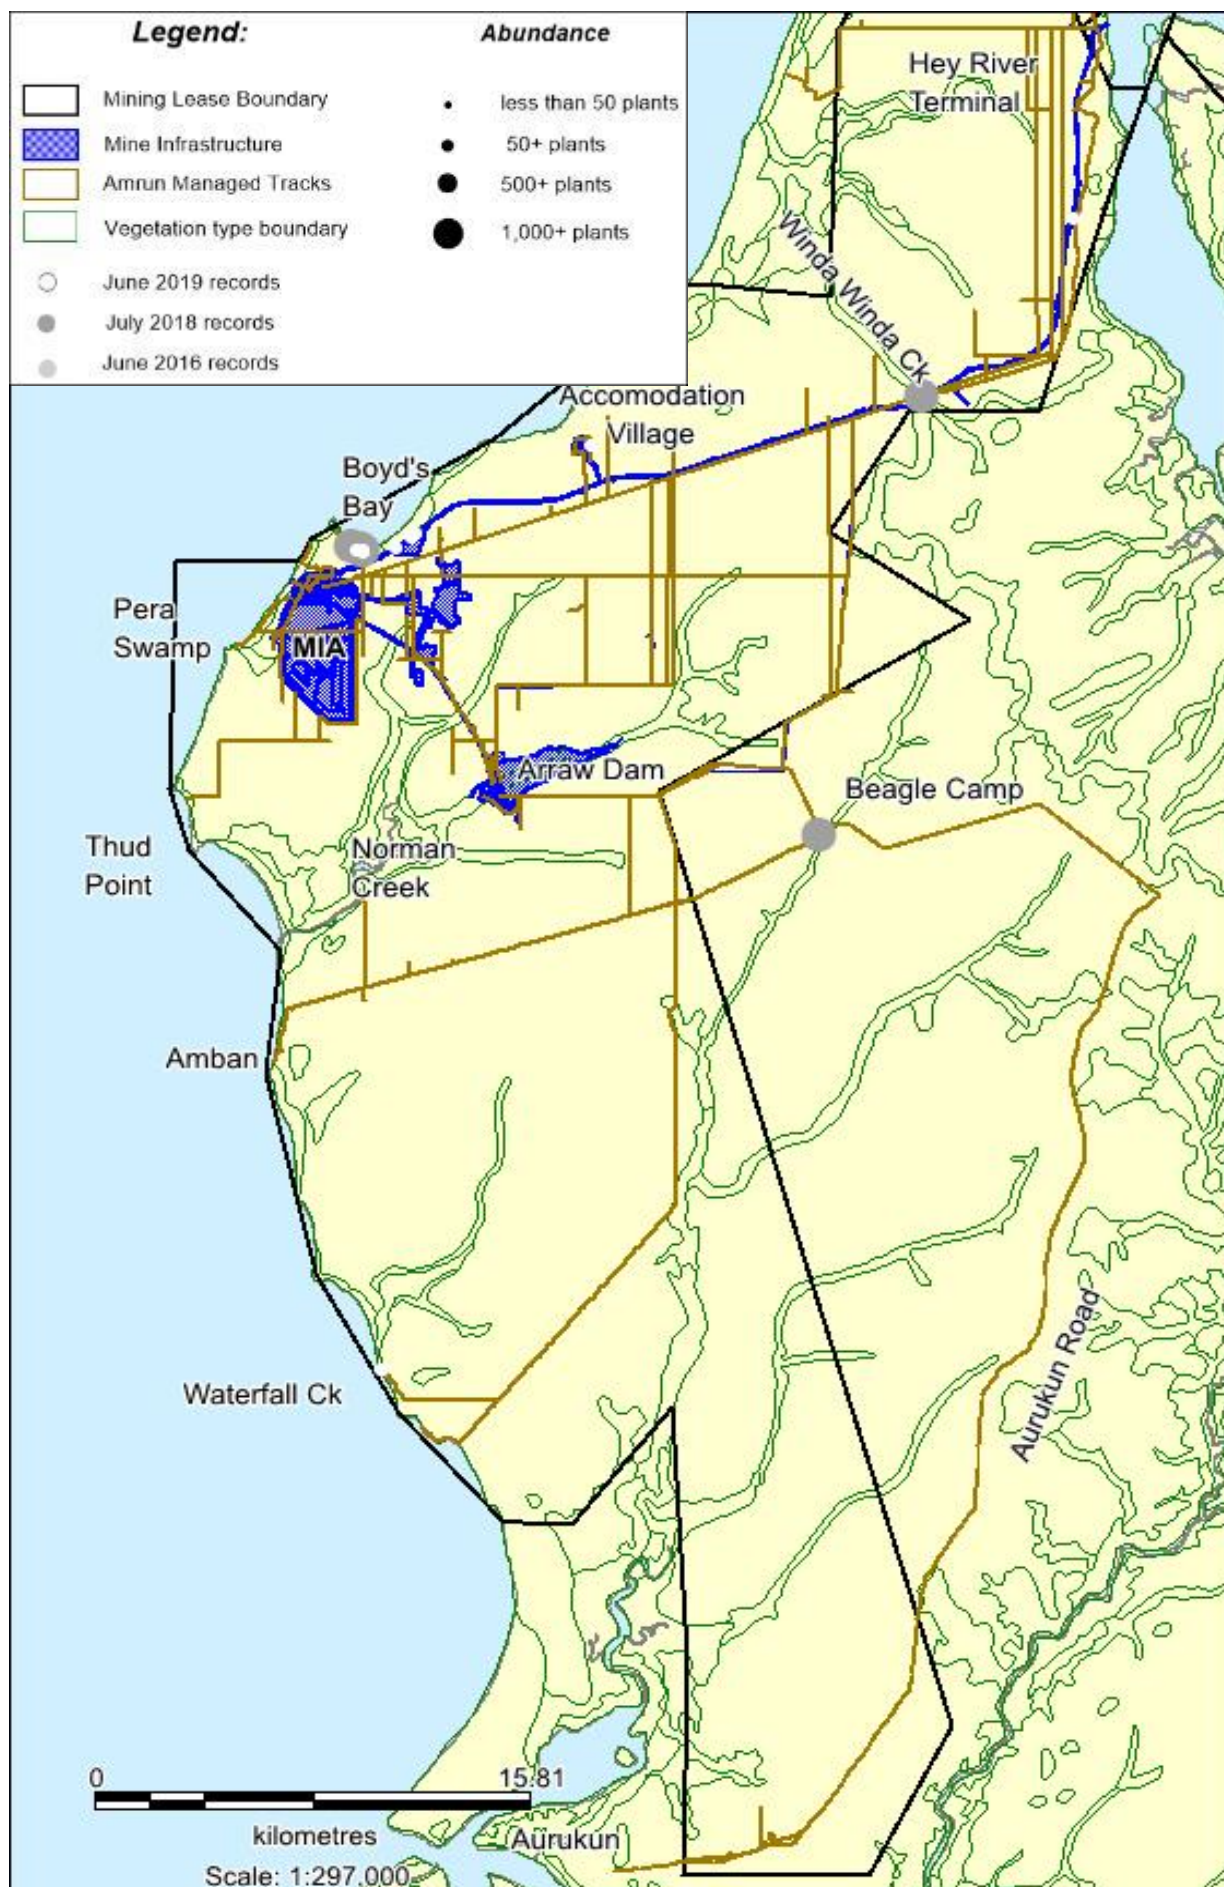 Legend:
Abundance
Mining Lease Boundary
less than 50 plants
Mine Infrastructure
50+ plants
Amrun Managed Tracks
500+ plants
Vegetation type boundary
1,000+ plants
June 2019 records
July 2018 records
June 2016 records
Hey River
Terminal
Winda Winda Ck
Accomodation
Village
Boyd's
Bay
Pera
Swamp
MIA
Arraw Dam
Beagle Camp
Thud
Point
Norman
Creek
Amban
Aurukun Road
Waterfall Ck
0
15.81
kilometres
Aurukun
Scale: 1:297,000